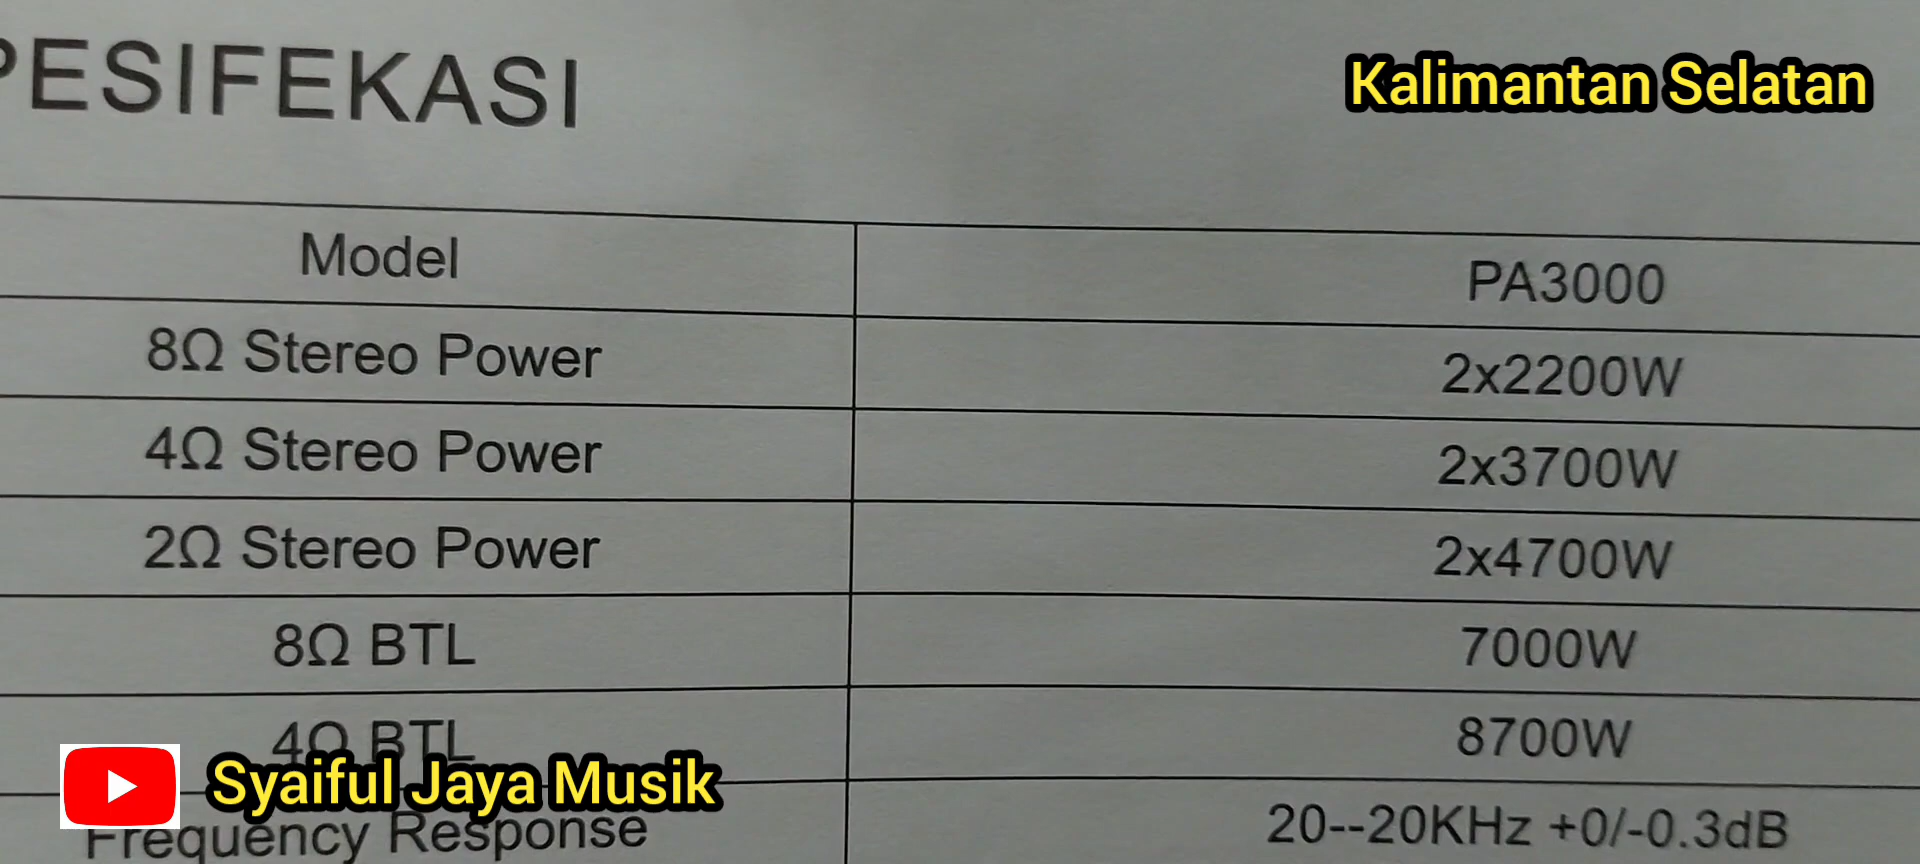 PESIFEKASI
Kalimantan Selatan
Model PA3000
8Ω Stereo Power 2x2200W
4Ω Stereo Power 2x3700W
2Ω Stereo Power 2x4700W
8Ω BTL 7000W
4Ω BTL 8700W
Syaiful Jaya Musik
Frequency Response 20--20KHz +0/-0.3dB